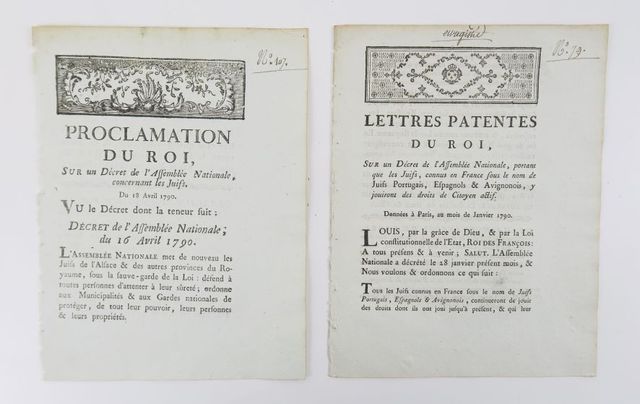 N.° 107.
PROCLAMATION
DU ROI,
SUR un Décret de l'Assemblée Nationale,
concernant les Juifs.
Du 18 Avril 1790.
VU le Décret dont la teneur suit :
DÉCRET de l'Assemblée Nationale ;
du 16 Avril 1790.
L'ASSEMBLÉE NATIONALE met de nouveau les
Juifs de l'Alsace & des autres provinces du Ro-
yaume, sous la sauve-garde de la Loi : défend à
toutes personnes d'attenter à leur sûreté ; ordonne
aux Municipalités & aux Gardes nationales de
protéger, de tout leur pouvoir, leurs personnes
& leurs propriétés.
enregistré
N.° 79.
LETTRES PATENTES
DU ROI,
SUR un Décret de l'Assemblée Nationale, portant
que les Juifs, connus en France sous le nom de
Juifs Portugais, Espagnols & Avignonois, y
jouiront des droits de Citoyen actif.
Données à Paris, au mois de Janvier 1790.
LOUIS, par la grâce de Dieu, & par la Loi
constitutionnelle de l'Etat, ROI DES FRANÇOIS :
A tous présens & à venir ; SALUT. L'Assemblée
Nationale a décrété le 28 janvier présent mois, &
Nous voulons & ordonnons ce qui suit :
TOUS les Juifs connus en France sous le nom de Juifs
Portugais, Espagnols & Avignonois, continueront de jouir
des droits dont ils ont joui jusqu'à présent, & qui leur